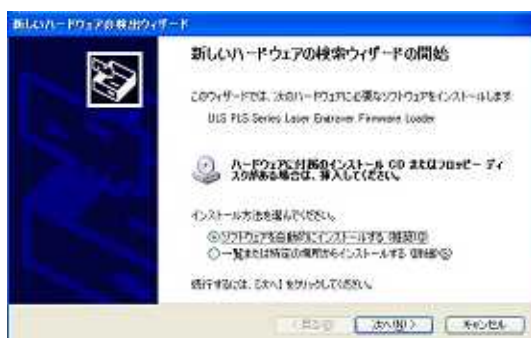 新しいハードウェアの検出ウィザード
新しいハードウェアの検索ウィザードの開始
このウィザードでは、次のハードウェアに必要なソフトウェアをインストールします:
ULS PLS Series Laser Engraver Firmware Loader
ハードウェアに付属のインストール CD またはフロッピー ディ
スクがある場合は、挿入してください。
インストール方法を選んでください。
ソフトウェアを自動的にインストールする (推奨)(I)
一覧または特定の場所からインストールする (詳細)(S)
続行するには、[次へ] をクリックしてください。
< 戻る(B) 次へ(N) > キャンセル